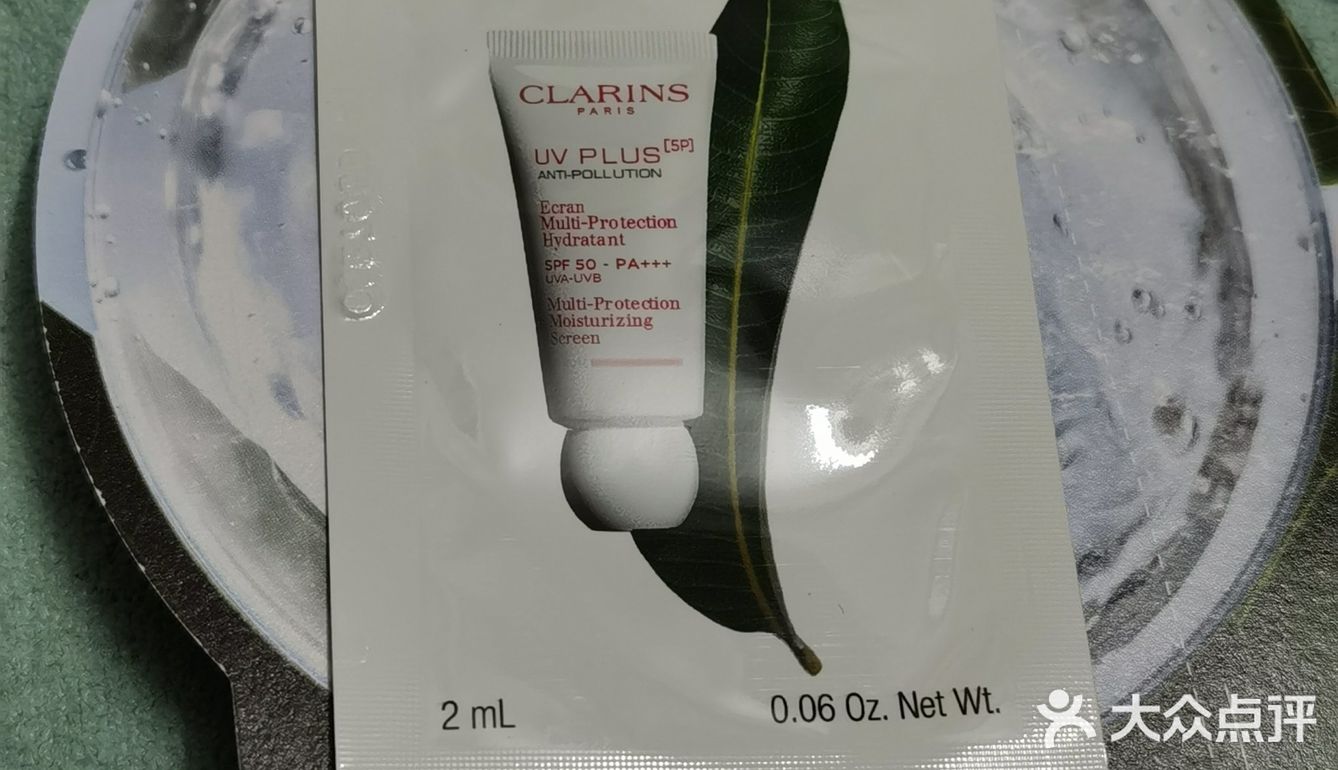 CLARINS
PARIS
UV PLUS [5P]
ANTI-POLLUTION
Ecran
Multi-Protection
Hydratant
SPF 50 - PA+++
UVA-UVB
Multi-Protection
Moisturizing
Screen
2 mL
0.06 Oz. Net Wt.
大众点评